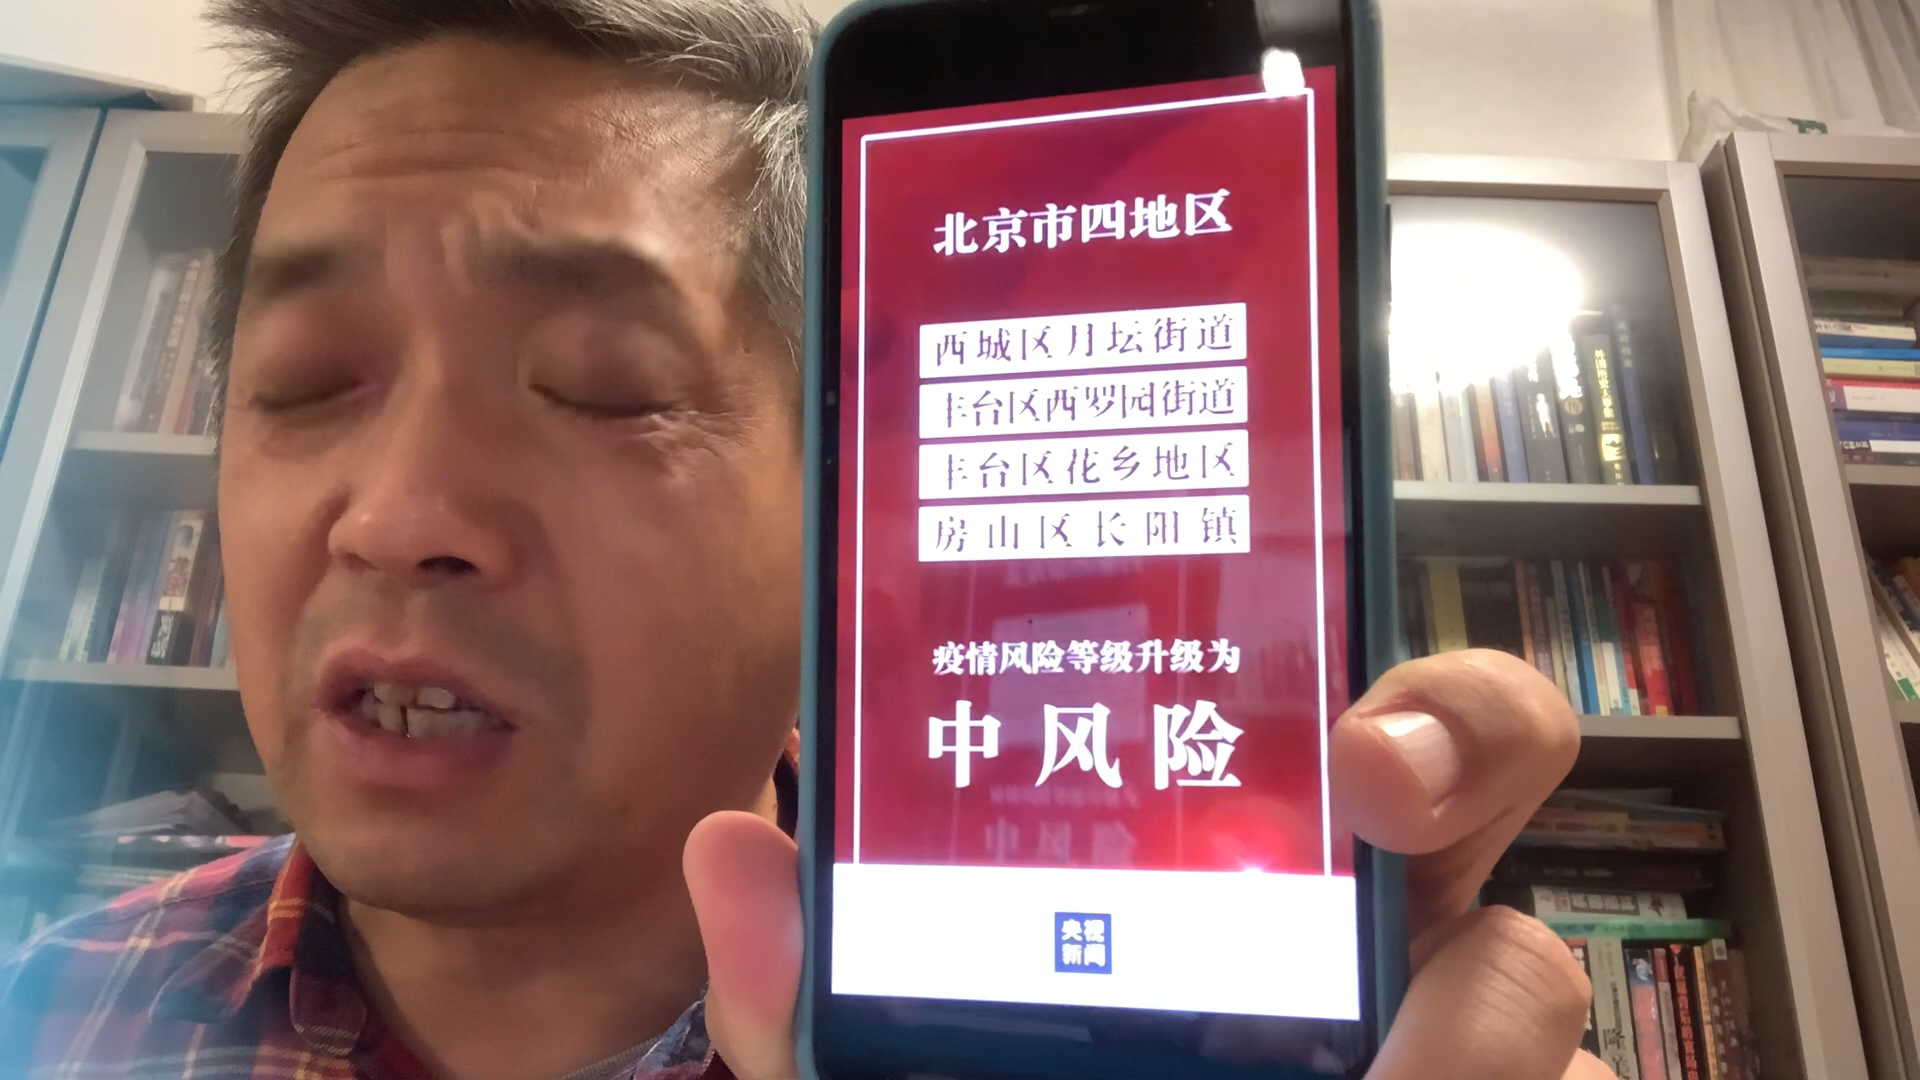 北京市四地区
西城区月坛街道
丰台区西罗园街道
丰台区花乡地区
房山区长阳镇
疫情风险等级升级为
中风险
央视
新闻